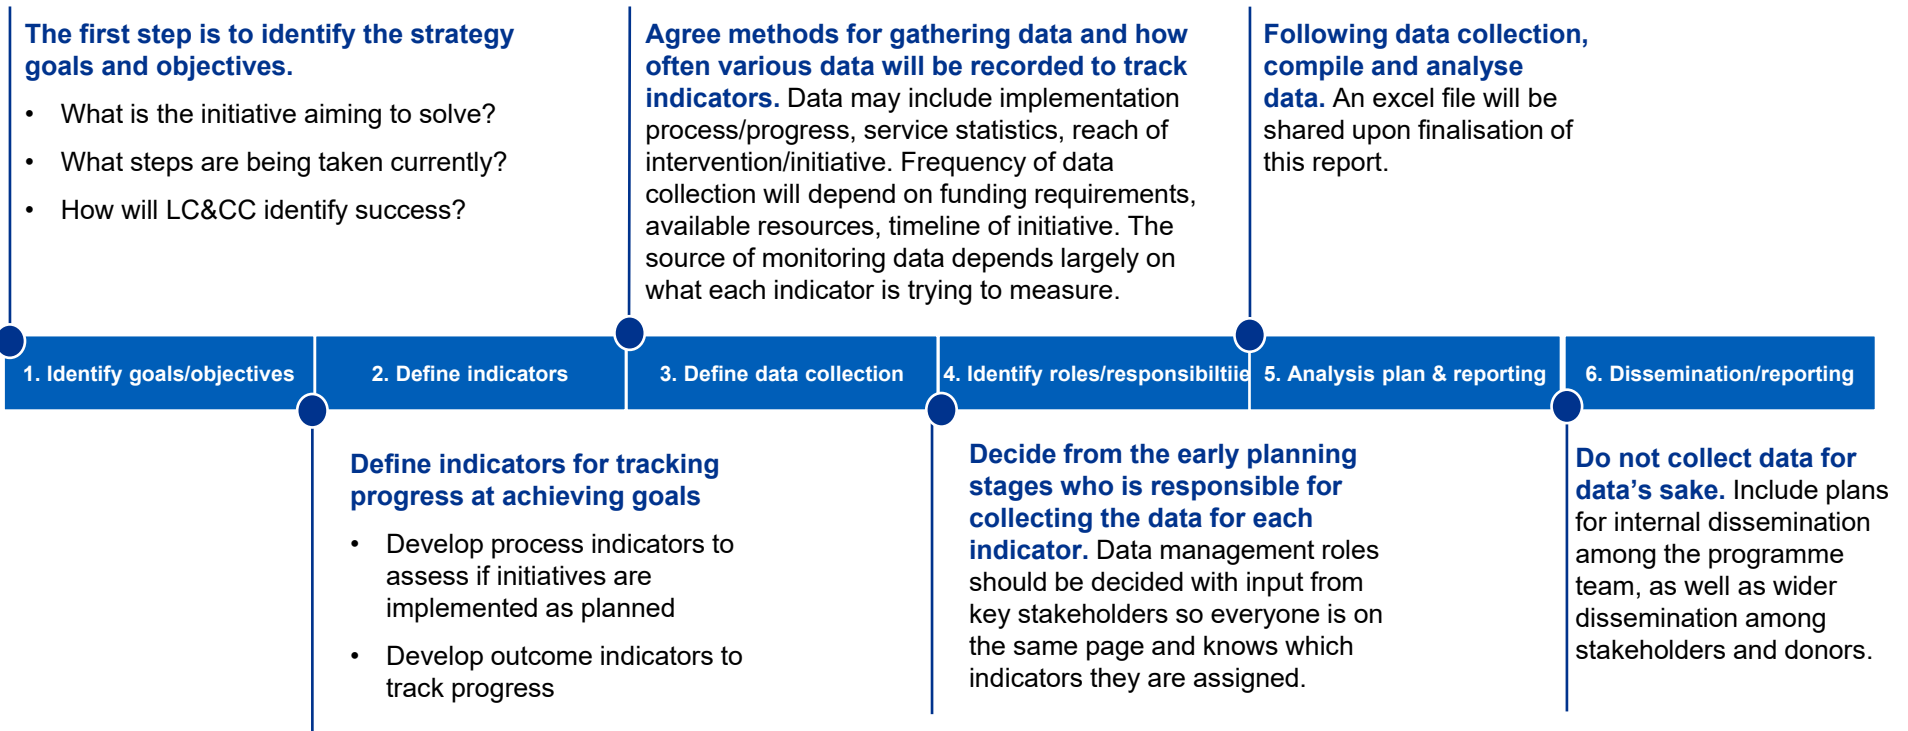 The first step is to identify the strategy
goals and objectives.
• What is the initiative aiming to solve?
• What steps are being taken currently?
• How will LC&CC identify success?
Agree methods for gathering data and how
often various data will be recorded to track
indicators. Data may include implementation
process/progress, service statistics, reach of
intervention/initiative. Frequency of data
collection will depend on funding requirements,
available resources, timeline of initiative. The
source of monitoring data depends largely on
what each indicator is trying to measure.
Following data collection,
compile and analyse
data. An excel file will be
shared upon finalisation of
this report.
1. Identify goals/objectives
2. Define indicators
3. Define data collection
4. Identify roles/responsibiltiie
5. Analysis plan & reporting
6. Dissemination/reporting
Define indicators for tracking
progress at achieving goals
• Develop process indicators to
assess if initiatives are
implemented as planned
• Develop outcome indicators to
track progress
Decide from the early planning
stages who is responsible for
collecting the data for each
indicator. Data management roles
should be decided with input from
key stakeholders so everyone is on
the same page and knows which
indicators they are assigned.
Do not collect data for
data’s sake. Include plans
for internal dissemination
among the programme
team, as well as wider
dissemination among
stakeholders and donors.